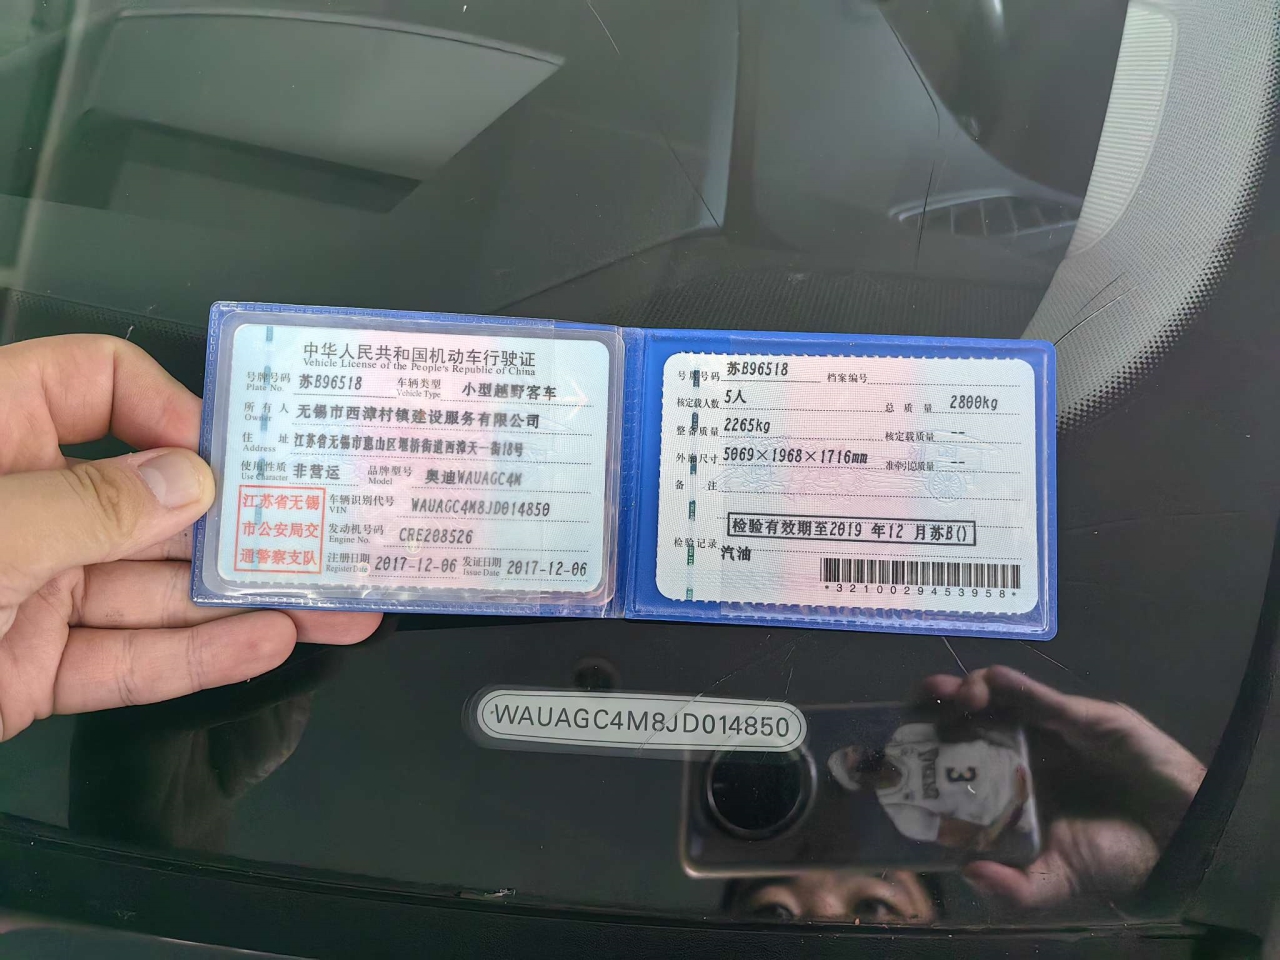 中华人民共和国机动车行驶证
Vehicle License of the People's Republic of China
号牌号码 苏B96518 车辆类型 小型越野客车
Plate No. Vehicle Type
所有人 无锡市西漳村镇建设服务有限公司
Owner
住址 江苏省无锡市惠山区堰桥街道西漳天一街18号
Address
使用性质 非营运 品牌型号 奥迪WAUAGC4M
Use Character Model
江苏省无锡
市公安局交
通警察支队
车辆识别代号 WAUAGC4M8JD014850
VIN
发动机号码 CRE208526
Engine No.
注册日期 2017-12-06 发证日期 2017-12-06
Register Date Issue Date
号牌号码 苏B96518 档案编号
核定载人数 5人 总质量 2800kg
整备质量 2265kg 核定载质量 --
外廓尺寸 5069×1968×1716mm 准牵引总质量 --
备注
检验有效期至2019 年12 月苏B()
检验记录 汽油
*3210029453958*
WAUAGC4M8JD014850
3